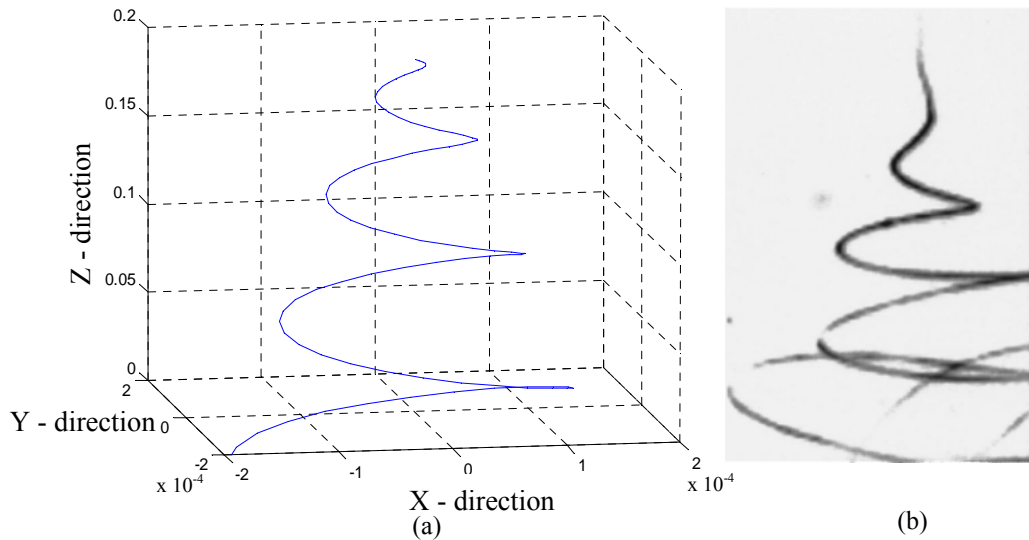 0.2
0.15
0.1
0.05
0
Z - direction
2
0
-2
Y - direction
x 10-4
-2
-1
0
1
2
x 10-4
X - direction
(a)
(b)